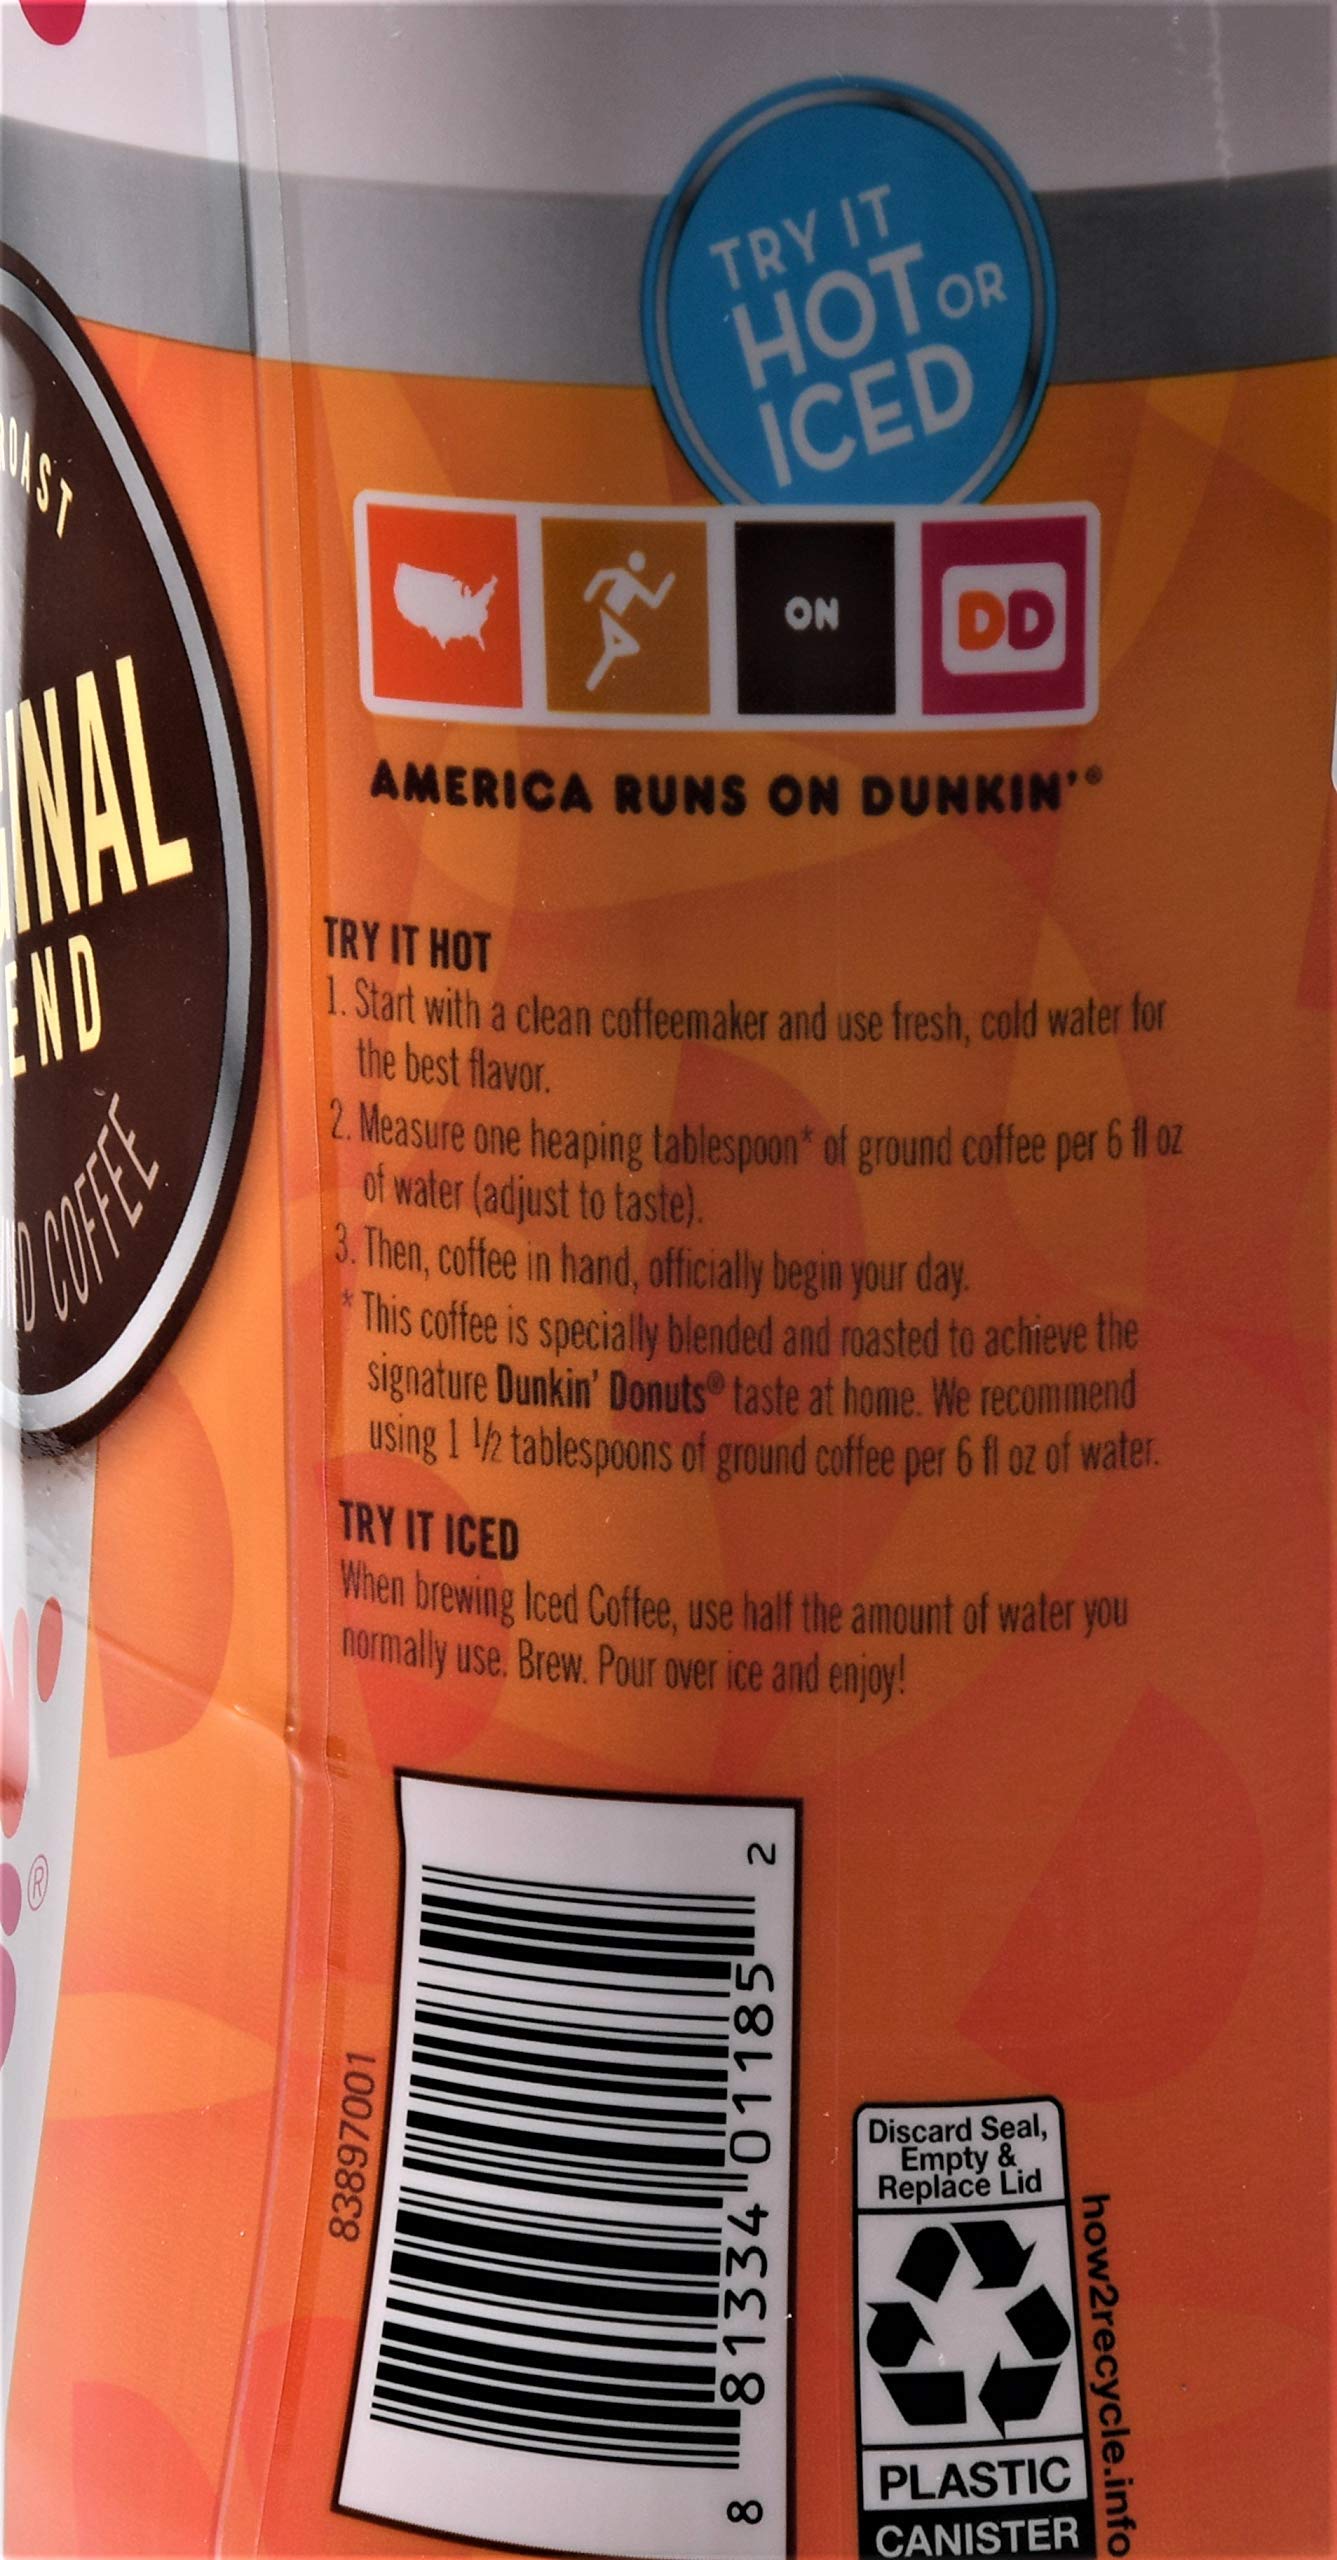 TRY IT
HOT OR
ICED
ROAST
ON
DD
AMERICA RUNS ON DUNKIN'®
INAL
END
COFFEE
TRY IT HOT
1. Start with a clean coffeemaker and use fresh, cold water for
the best flavor.
2. Measure one heaping tablespoon* of ground coffee per 6 fl oz
of water (adjust to taste).
3. Then, coffee in hand, officially begin your day.
* This coffee is specially blended and roasted to achieve the
signature Dunkin' Donuts® taste at home. We recommend
using 1 1/2 tablespoons of ground coffee per 6 fl oz of water.
TRY IT ICED
When brewing Iced Coffee, use half the amount of water you
normally use. Brew. Pour over ice and enjoy!
®
83897001
8 81334 01185 2
Discard Seal,
Empty &
Replace Lid
PLASTIC
CANISTER
how2recycle.info